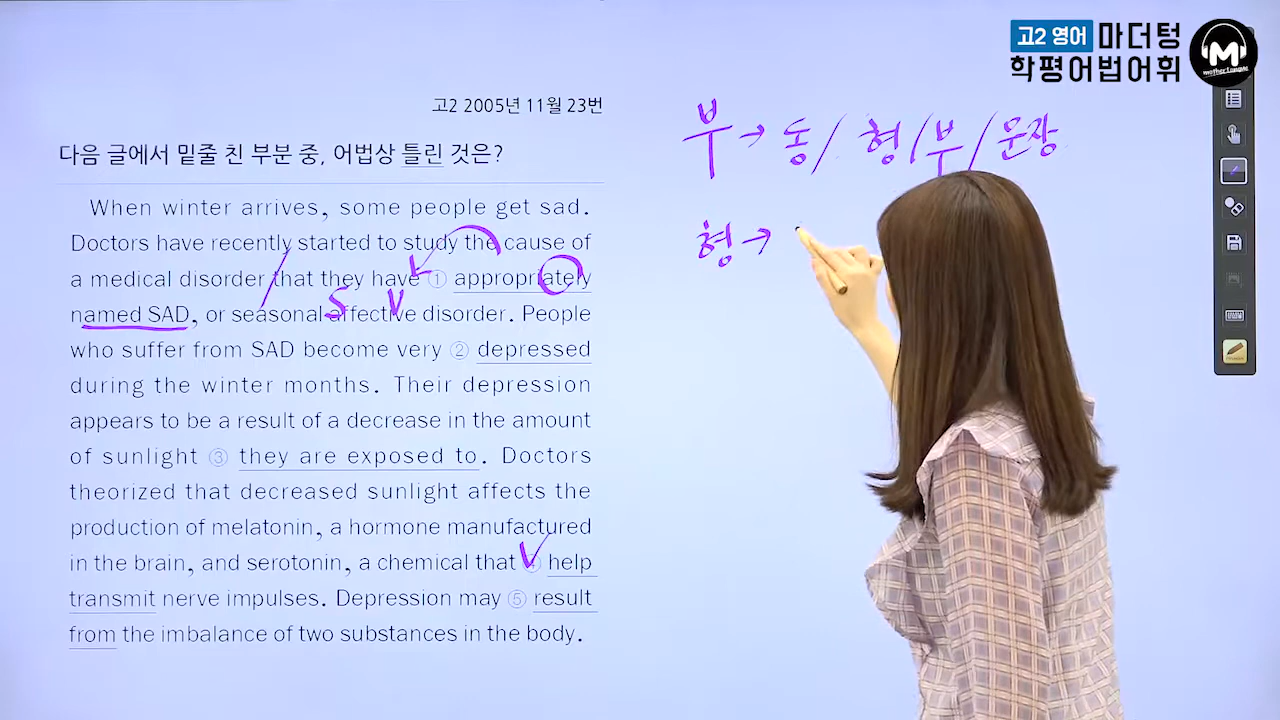 고2 영어 마더텅
학평어법어휘
M
mother tongue
고2 2005년 11월 23번
다음 글에서 밑줄 친 부분 중, 어법상 틀린 것은?
When winter arrives, some people get sad.
Doctors have recently started to study the cause of
a medical disorder that they have ① appropriately
named SAD, or seasonal affective disorder. People
who suffer from SAD become very ② depressed
during the winter months. Their depression
appears to be a result of a decrease in the amount
of sunlight ③ they are exposed to. Doctors
theorized that decreased sunlight affects the
production of melatonin, a hormone manufactured
in the brain, and serotonin, a chemical that ④ help
transmit nerve impulses. Depression may ⑤ result
from the imbalance of two substances in the body.
S V
부→동/형/부/문장
형→